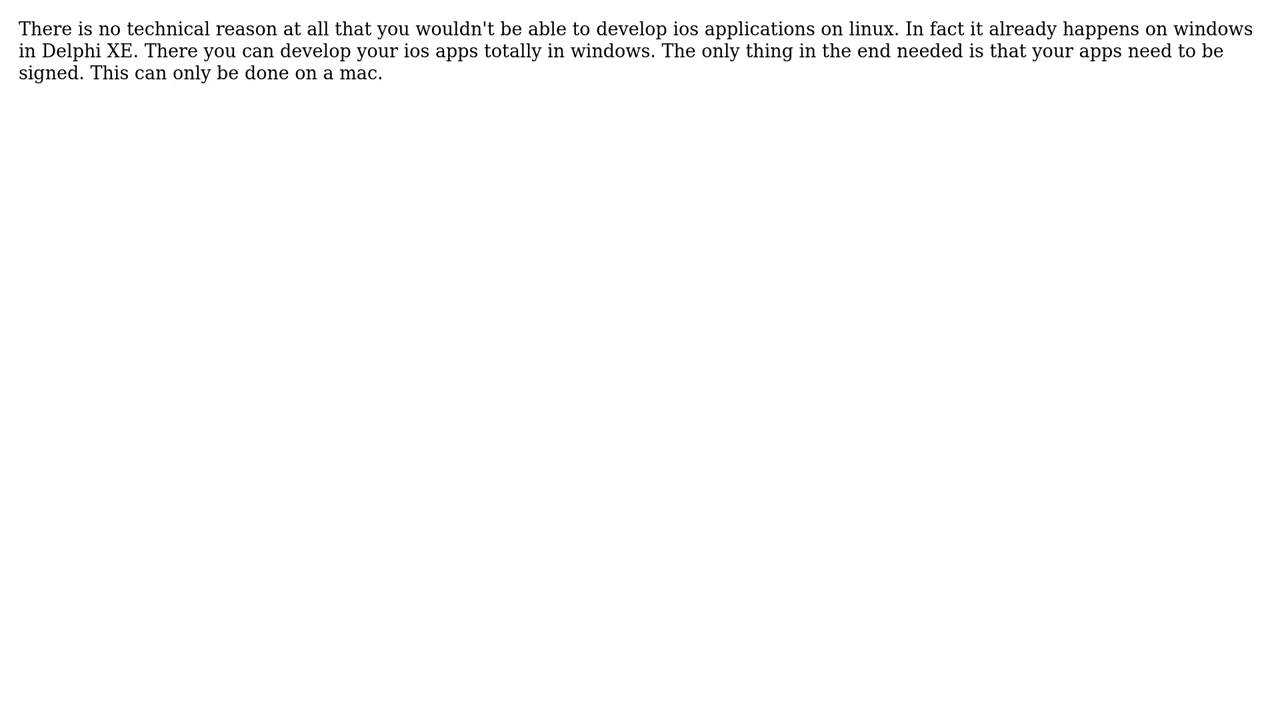 There is no technical reason at all that you wouldn't be able to develop ios applications on linux. In fact it already happens on windows
in Delphi XE. There you can develop your ios apps totally in windows. The only thing in the end needed is that your apps need to be
signed. This can only be done on a mac.